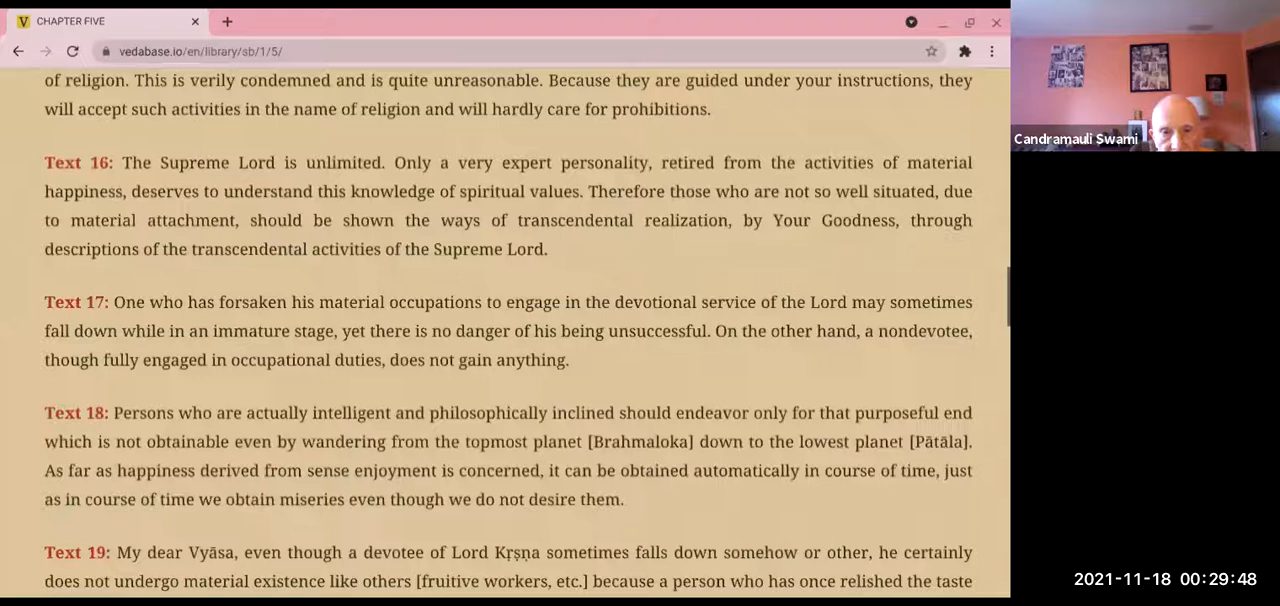 CHAPTER FIVE
vedabase.io/en/library/sb/1/5/
of religion. This is verily condemned and is quite unreasonable. Because they are guided under your instructions, they
will accept such activities in the name of religion and will hardly care for prohibitions.
Text 16: The Supreme Lord is unlimited. Only a very expert personality, retired from the activities of material
happiness, deserves to understand this knowledge of spiritual values. Therefore those who are not so well situated, due
to material attachment, should be shown the ways of transcendental realization, by Your Goodness, through
descriptions of the transcendental activities of the Supreme Lord.
Text 17: One who has forsaken his material occupations to engage in the devotional service of the Lord may sometimes
fall down while in an immature stage, yet there is no danger of his being unsuccessful. On the other hand, a nondevotee,
though fully engaged in occupational duties, does not gain anything.
Text 18: Persons who are actually intelligent and philosophically inclined should endeavor only for that purposeful end
which is not obtainable even by wandering from the topmost planet [Brahmaloka] down to the lowest planet [Pātāla].
As far as happiness derived from sense enjoyment is concerned, it can be obtained automatically in course of time, just
as in course of time we obtain miseries even though we do not desire them.
Text 19: My dear Vyāsa, even though a devotee of Lord Kṛṣṇa sometimes falls down somehow or other, he certainly
does not undergo material existence like others [fruitive workers, etc.] because a person who has once relished the taste
Candramauli Swami
2021-11-18 00:29:48